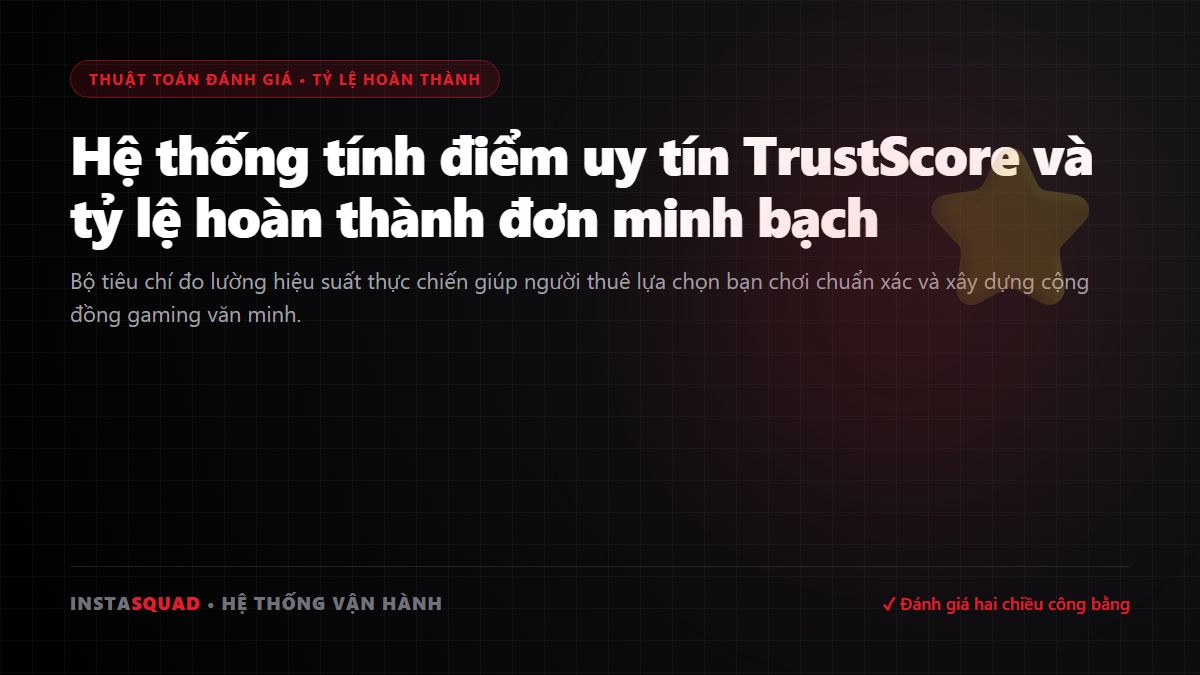 THUẬT TOÁN ĐÁNH GIÁ • TỶ LỆ HOÀN THÀNH
Hệ thống tính điểm uy tín TrustScore và
tỷ lệ hoàn thành đơn minh bạch
Bộ tiêu chí đo lường hiệu suất thực chiến giúp người thuê lựa chọn bạn chơi chuẩn xác và xây dựng cộng
đồng gaming văn minh.
INSTASQUAD • HỆ THỐNG VẬN HÀNH
✓ Đánh giá hai chiều công bằng